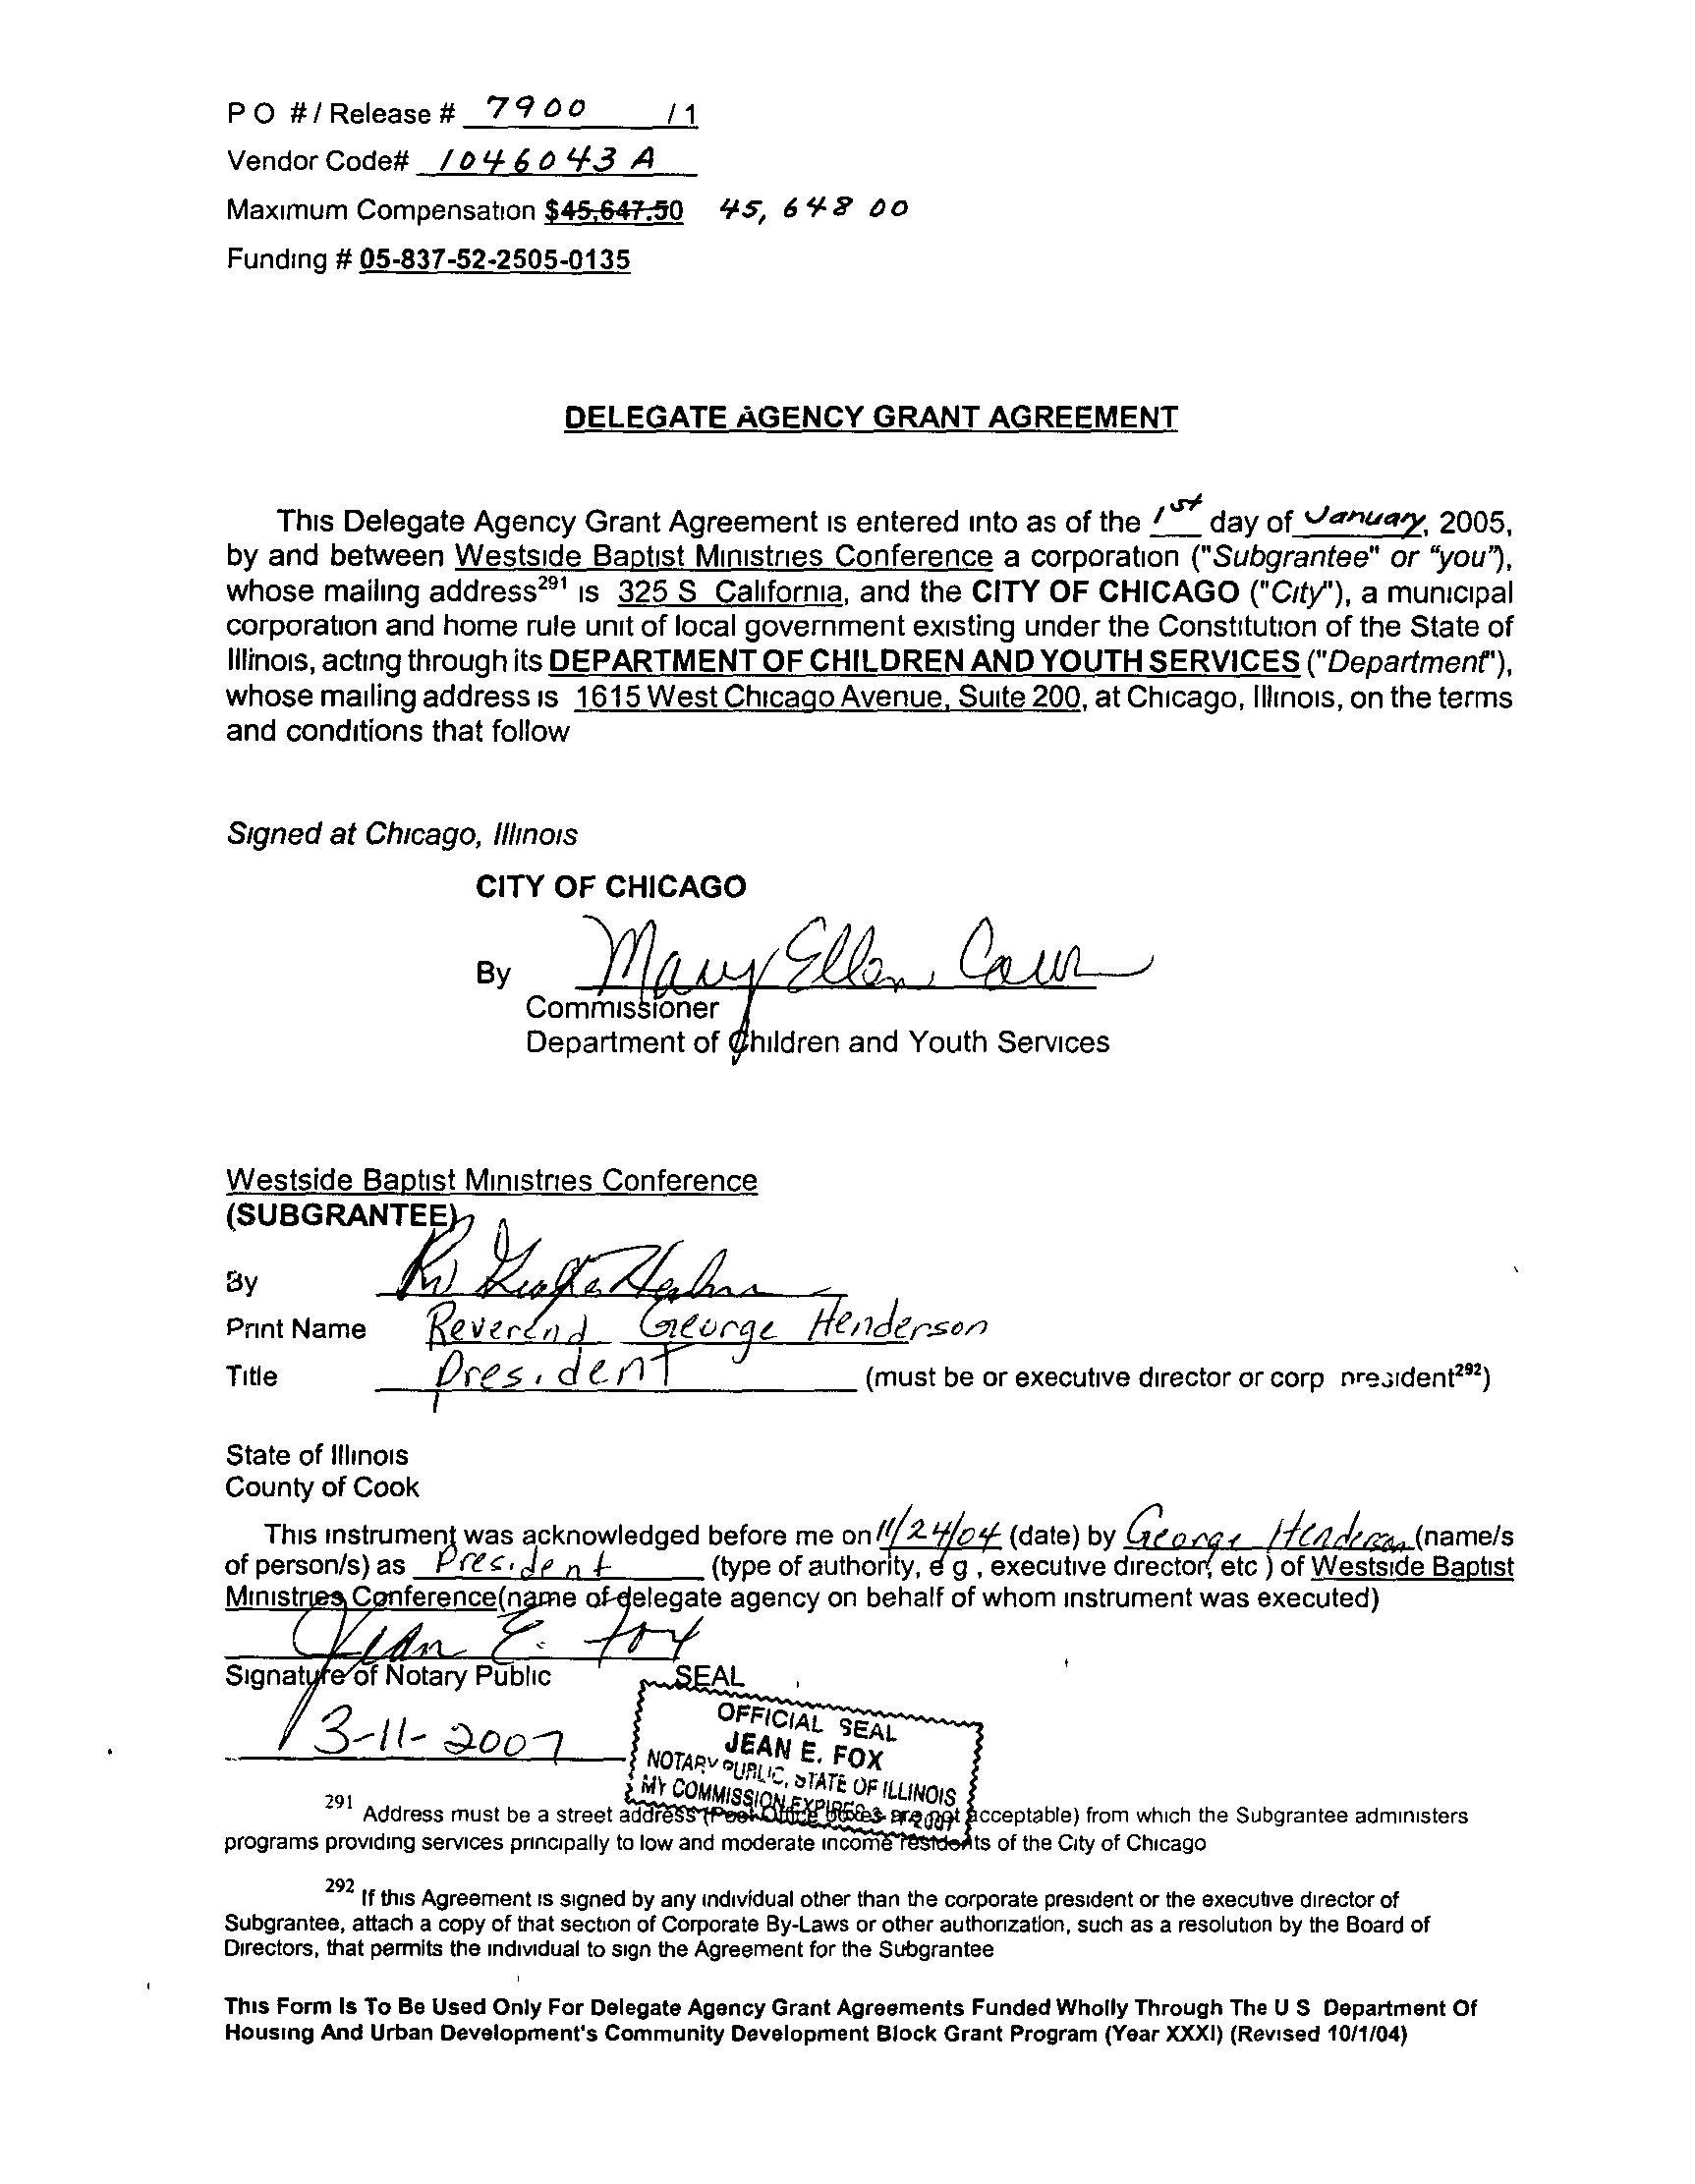 P O # / Release # 7900 / 1
Vendor Code# 1046043 A
Maximum Compensation $45,647.50 45,648 00
Funding # 05-837-52-2505-0135
DELEGATE AGENCY GRANT AGREEMENT
This Delegate Agency Grant Agreement is entered into as of the 1st day of January, 2005,
by and between Westside Baptist Ministries Conference a corporation ("Subgrantee" or “you”),
whose mailing address291 is 325 S California, and the CITY OF CHICAGO ("City"), a municipal
corporation and home rule unit of local government existing under the Constitution of the State of
Illinois, acting through its DEPARTMENT OF CHILDREN AND YOUTH SERVICES ("Department"),
whose mailing address is 1615 West Chicago Avenue, Suite 200, at Chicago, Illinois, on the terms
and conditions that follow
Signed at Chicago, Illinois
CITY OF CHICAGO
By Mary Ellen
Commissioner
Department of Children and Youth Services
Westside Baptist Ministries Conference
(SUBGRANTEE)
By
Print Name Reverend George Henderson
Title President (must be or executive director or corp president292)
State of Illinois
County of Cook
This instrument was acknowledged before me on 11/24/04 (date) by George Henderson (name/s
of person/s) as President (type of authority, e g , executive director, etc ) of Westside Baptist
Ministries Conference(name of delegate agency on behalf of whom instrument was executed)
Jean E. Fox
Signature of Notary Public SEAL
3-11-2007
OFFICIAL SEAL
JEAN E. FOX
NOTARY PUBLIC, STATE OF ILLINOIS
MY COMMISSION EXPIRES
291 Address must be a street address (Post Office boxes are not acceptable) from which the Subgrantee administers
programs providing services principally to low and moderate income residents of the City of Chicago
292 If this Agreement is signed by any individual other than the corporate president or the executive director of
Subgrantee, attach a copy of that section of Corporate By-Laws or other authorization, such as a resolution by the Board of
Directors, that permits the individual to sign the Agreement for the Subgrantee
This Form Is To Be Used Only For Delegate Agency Grant Agreements Funded Wholly Through The U S Department Of
Housing And Urban Development's Community Development Block Grant Program (Year XXXI) (Revised 10/1/04)